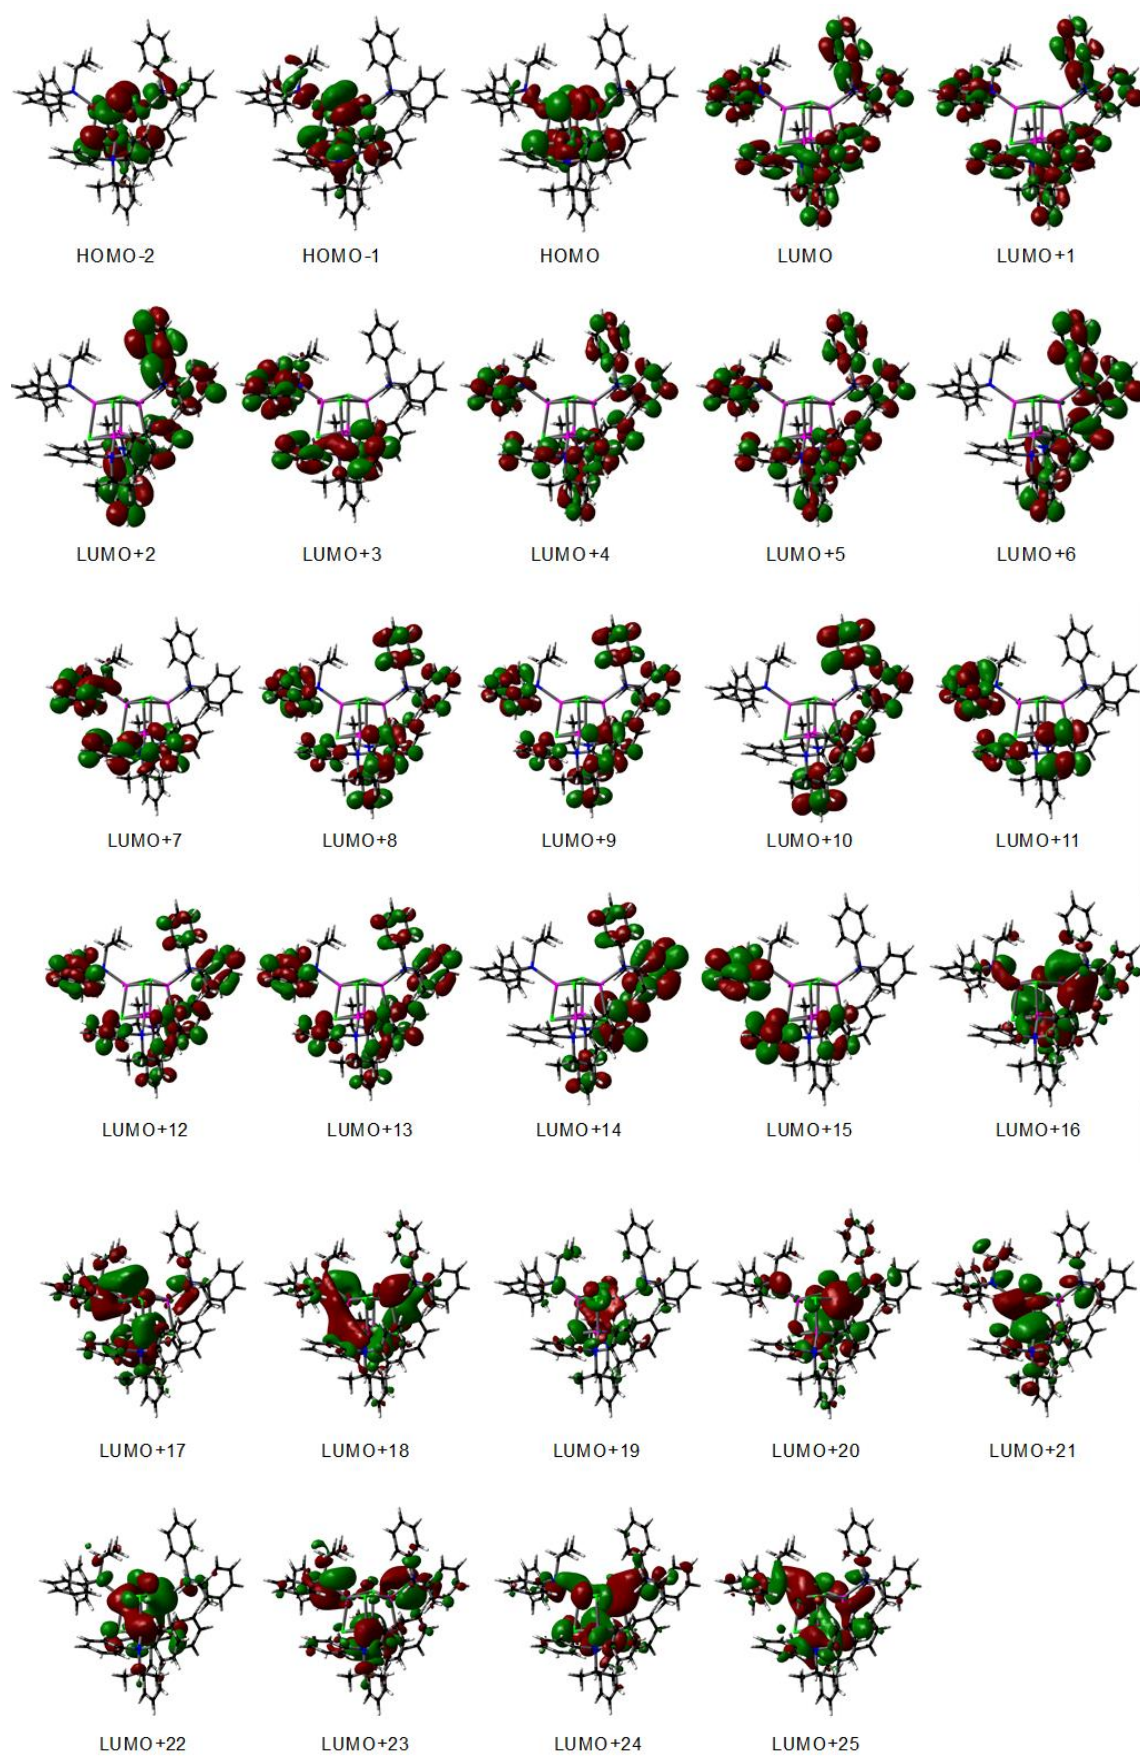 HOMO-2 HOMO-1 HOMO LUMO LUMO+1
LUMO+2 LUMO+3 LUMO+4 LUMO+5 LUMO+6
LUMO+7 LUMO+8 LUMO+9 LUMO+10 LUMO+11
LUMO+12 LUMO+13 LUMO+14 LUMO+15 LUMO+16
LUMO+17 LUMO+18 LUMO+19 LUMO+20 LUMO+21
LUMO+22 LUMO+23 LUMO+24 LUMO+25